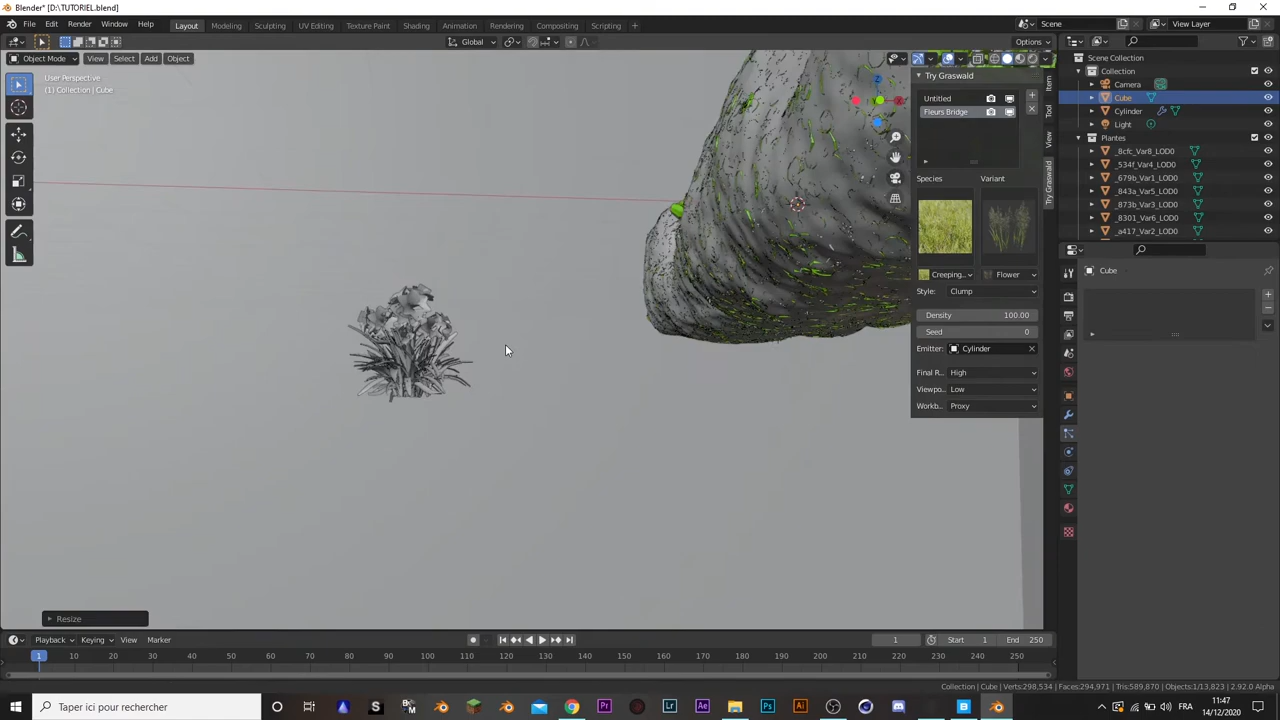 Blender* [D:\TUTORIEL.blend]
File Edit Render Window Help Layout Modeling Sculpting UV Editing Texture Paint Shading Animation Rendering Compositing Scripting + Scene View Layer
Global Options
Object Mode View Select Add Object
User Perspective
(1) Collection | Cube
Try Graswald
Untitled
Fleurs Bridge
Species Variant
Creeping... Flower
Style: Clump
Density 100.00
Seed 0
Emitter: Cylinder
Final R... High
Viewpo... Low
Workb... Proxy
Item
Tool
View
Try Graswald
Scene Collection
Collection
Camera
Cube
Cylinder
Light
Plantes
_8cfc_Var8_LOD0
_534f_Var4_LOD0
_679b_Var1_LOD0
_843a_Var5_LOD0
_873b_Var3_LOD0
_8301_Var6_LOD0
_a417_Var2_LOD0
Cube
Resize
Playback Keying View Marker 1 Start 1 End 250
1 10 20 30 40 50 60 70 80 90 100 110 120 130 140 150 160 170 180 190 200 210 220 230 240 250
Collection | Cube | Verts:298,534 | Faces:294,971 | Tris:589,870 | Objects:1/13,823 | 2.92.0 Alpha
Taper ici pour rechercher
FRA
11:47
14/12/2020